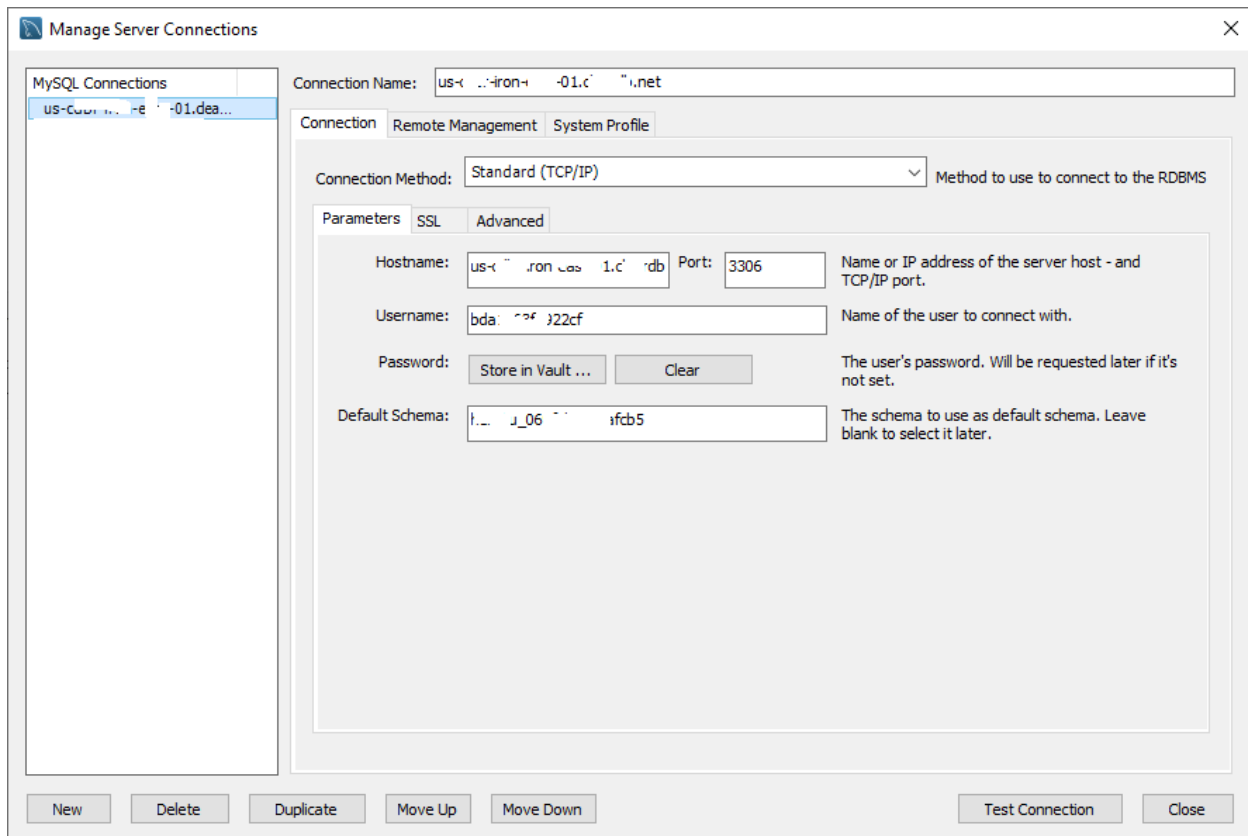 Manage Server Connections
MySQL Connections
Connection Name:
Connection
Remote Management
System Profile
Connection Method:
Standard (TCP/IP)
Method to use to connect to the RDBMS
Parameters
SSL
Advanced
Hostname:
Port:
3306
Name or IP address of the server host - and
TCP/IP port.
Username:
Name of the user to connect with.
Password:
Store in Vault ...
Clear
The user's password. Will be requested later if it's
not set.
Default Schema:
The schema to use as default schema. Leave
blank to select it later.
New
Delete
Duplicate
Move Up
Move Down
Test Connection
Close